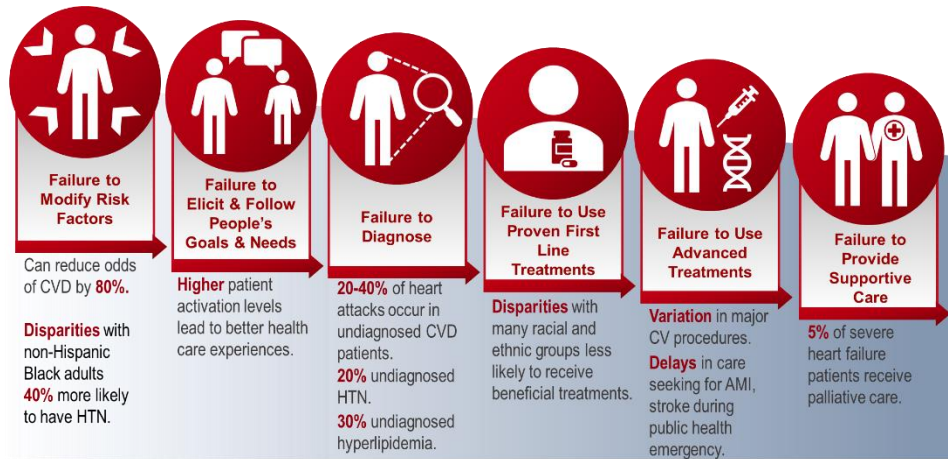 Failure to
Modify Risk
Factors
Can reduce odds
of CVD by 80%.
Disparities with
non-Hispanic
Black adults
40% more likely
to have HTN.
Failure to
Elicit & Follow
People's
Goals & Needs
Higher patient
activation levels
lead to better health
care experiences.
Failure to
Diagnose
20-40% of heart
attacks occur in
undiagnosed CVD
patients.
20% undiagnosed
HTN.
30% undiagnosed
hyperlipidemia.
Failure to Use
Proven First
Line
Treatments
Disparities with
many racial and
ethnic groups less
likely to receive
beneficial treatments.
Failure to Use
Advanced
Treatments
Variation in major
CV procedures.
Delays in care
seeking for AMI,
stroke during
public health
emergency.
Failure to
Provide
Supportive
Care
5% of severe
heart failure
patients receive
palliative care.